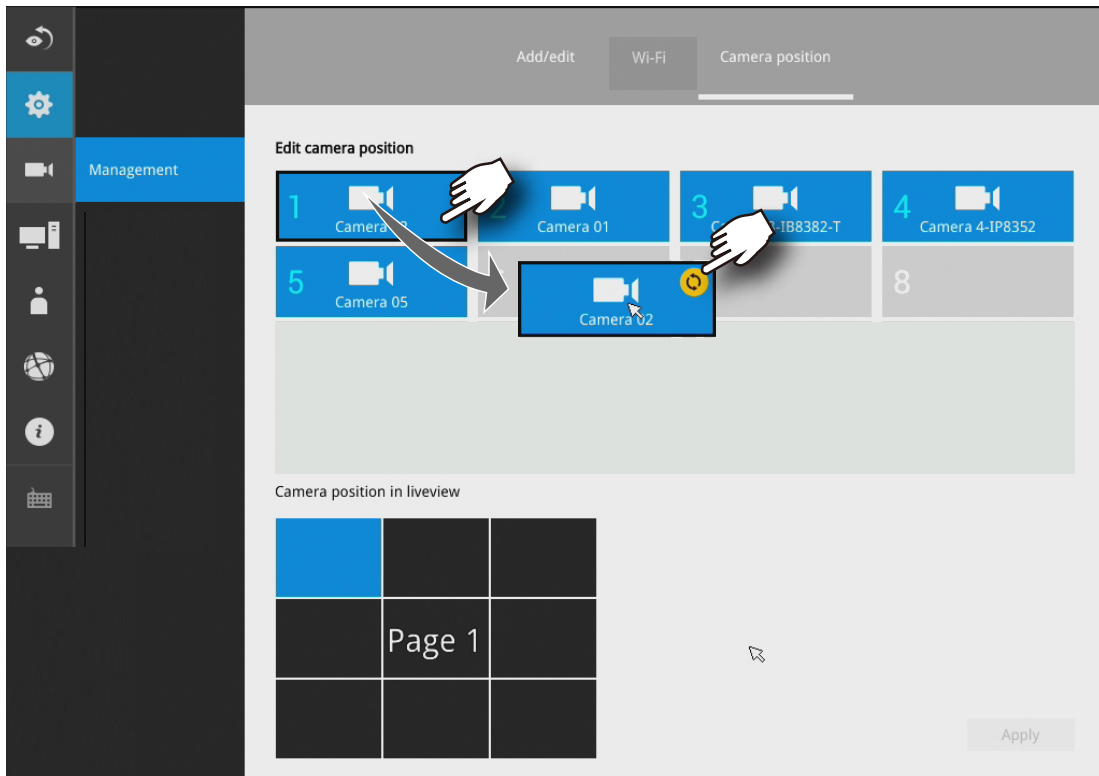 Add/edit Wi-Fi Camera position
Management
Edit camera position
1 2 3 4
Camera 01 -IB8382-T Camera 4-IP8352
5 8
Camera 05
Camera 02
Camera position in liveview
Page 1
Apply